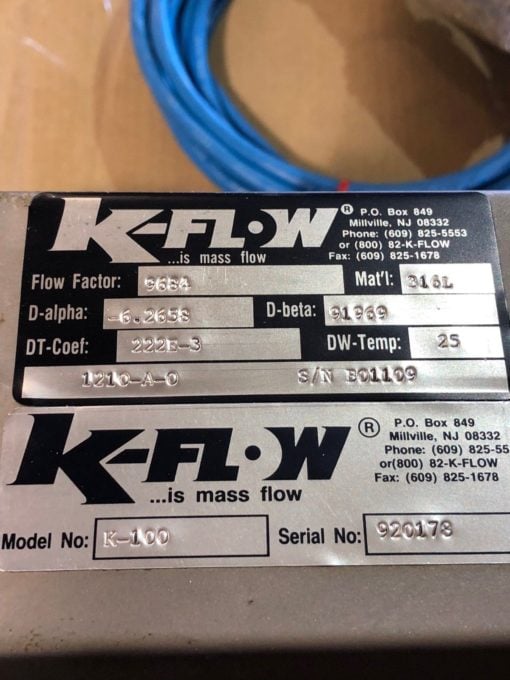 K-FLOW ® P.O. Box 849
Millville, NJ 08332
Phone: (609) 825-5553
or (800) 82-K-FLOW
...is mass flow Fax: (609) 825-1678
Flow Factor: 9684 Mat'l: 316L
D-alpha: -6.2658 D-beta: 91969
DT-Coef: 222E-3 DW-Temp: 25
1210-A-0 S/N B01109
K-FLOW ® P.O. Box 849
Millville, NJ 08332
Phone: (609) 825-55
or(800) 82-K-FLOW
...is mass flow Fax: (609) 825-1678
Model No: K-100 Serial No: 920178